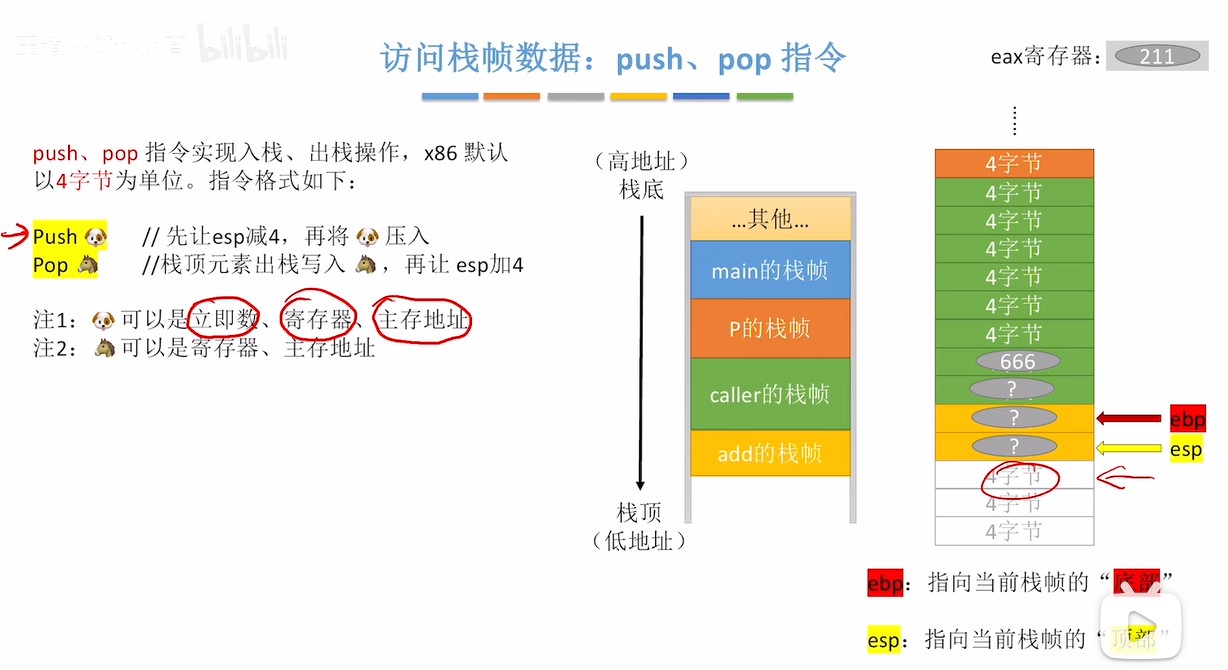 bilibili
访问栈帧数据：push、pop 指令
eax寄存器： 211
push、pop 指令实现入栈、出栈操作，x86 默认
以4字节为单位。指令格式如下：
Push 🐶 // 先让esp减4，再将 🐶 压入
Pop 🐴 //栈顶元素出栈写入 🐴 ，再让 esp加4
注1： 🐶 可以是立即数、寄存器、主存地址
注2： 🐴 可以是寄存器、主存地址
（高地址）
栈底
栈顶
（低地址）
...其他...
main的栈帧
P的栈帧
caller的栈帧
add的栈帧
4字节
4字节
4字节
4字节
4字节
4字节
4字节
666
?
? ebp
? esp
4字节
4字节
4字节
ebp： 指向当前栈帧的“底部”
esp： 指向当前栈帧的“顶部”